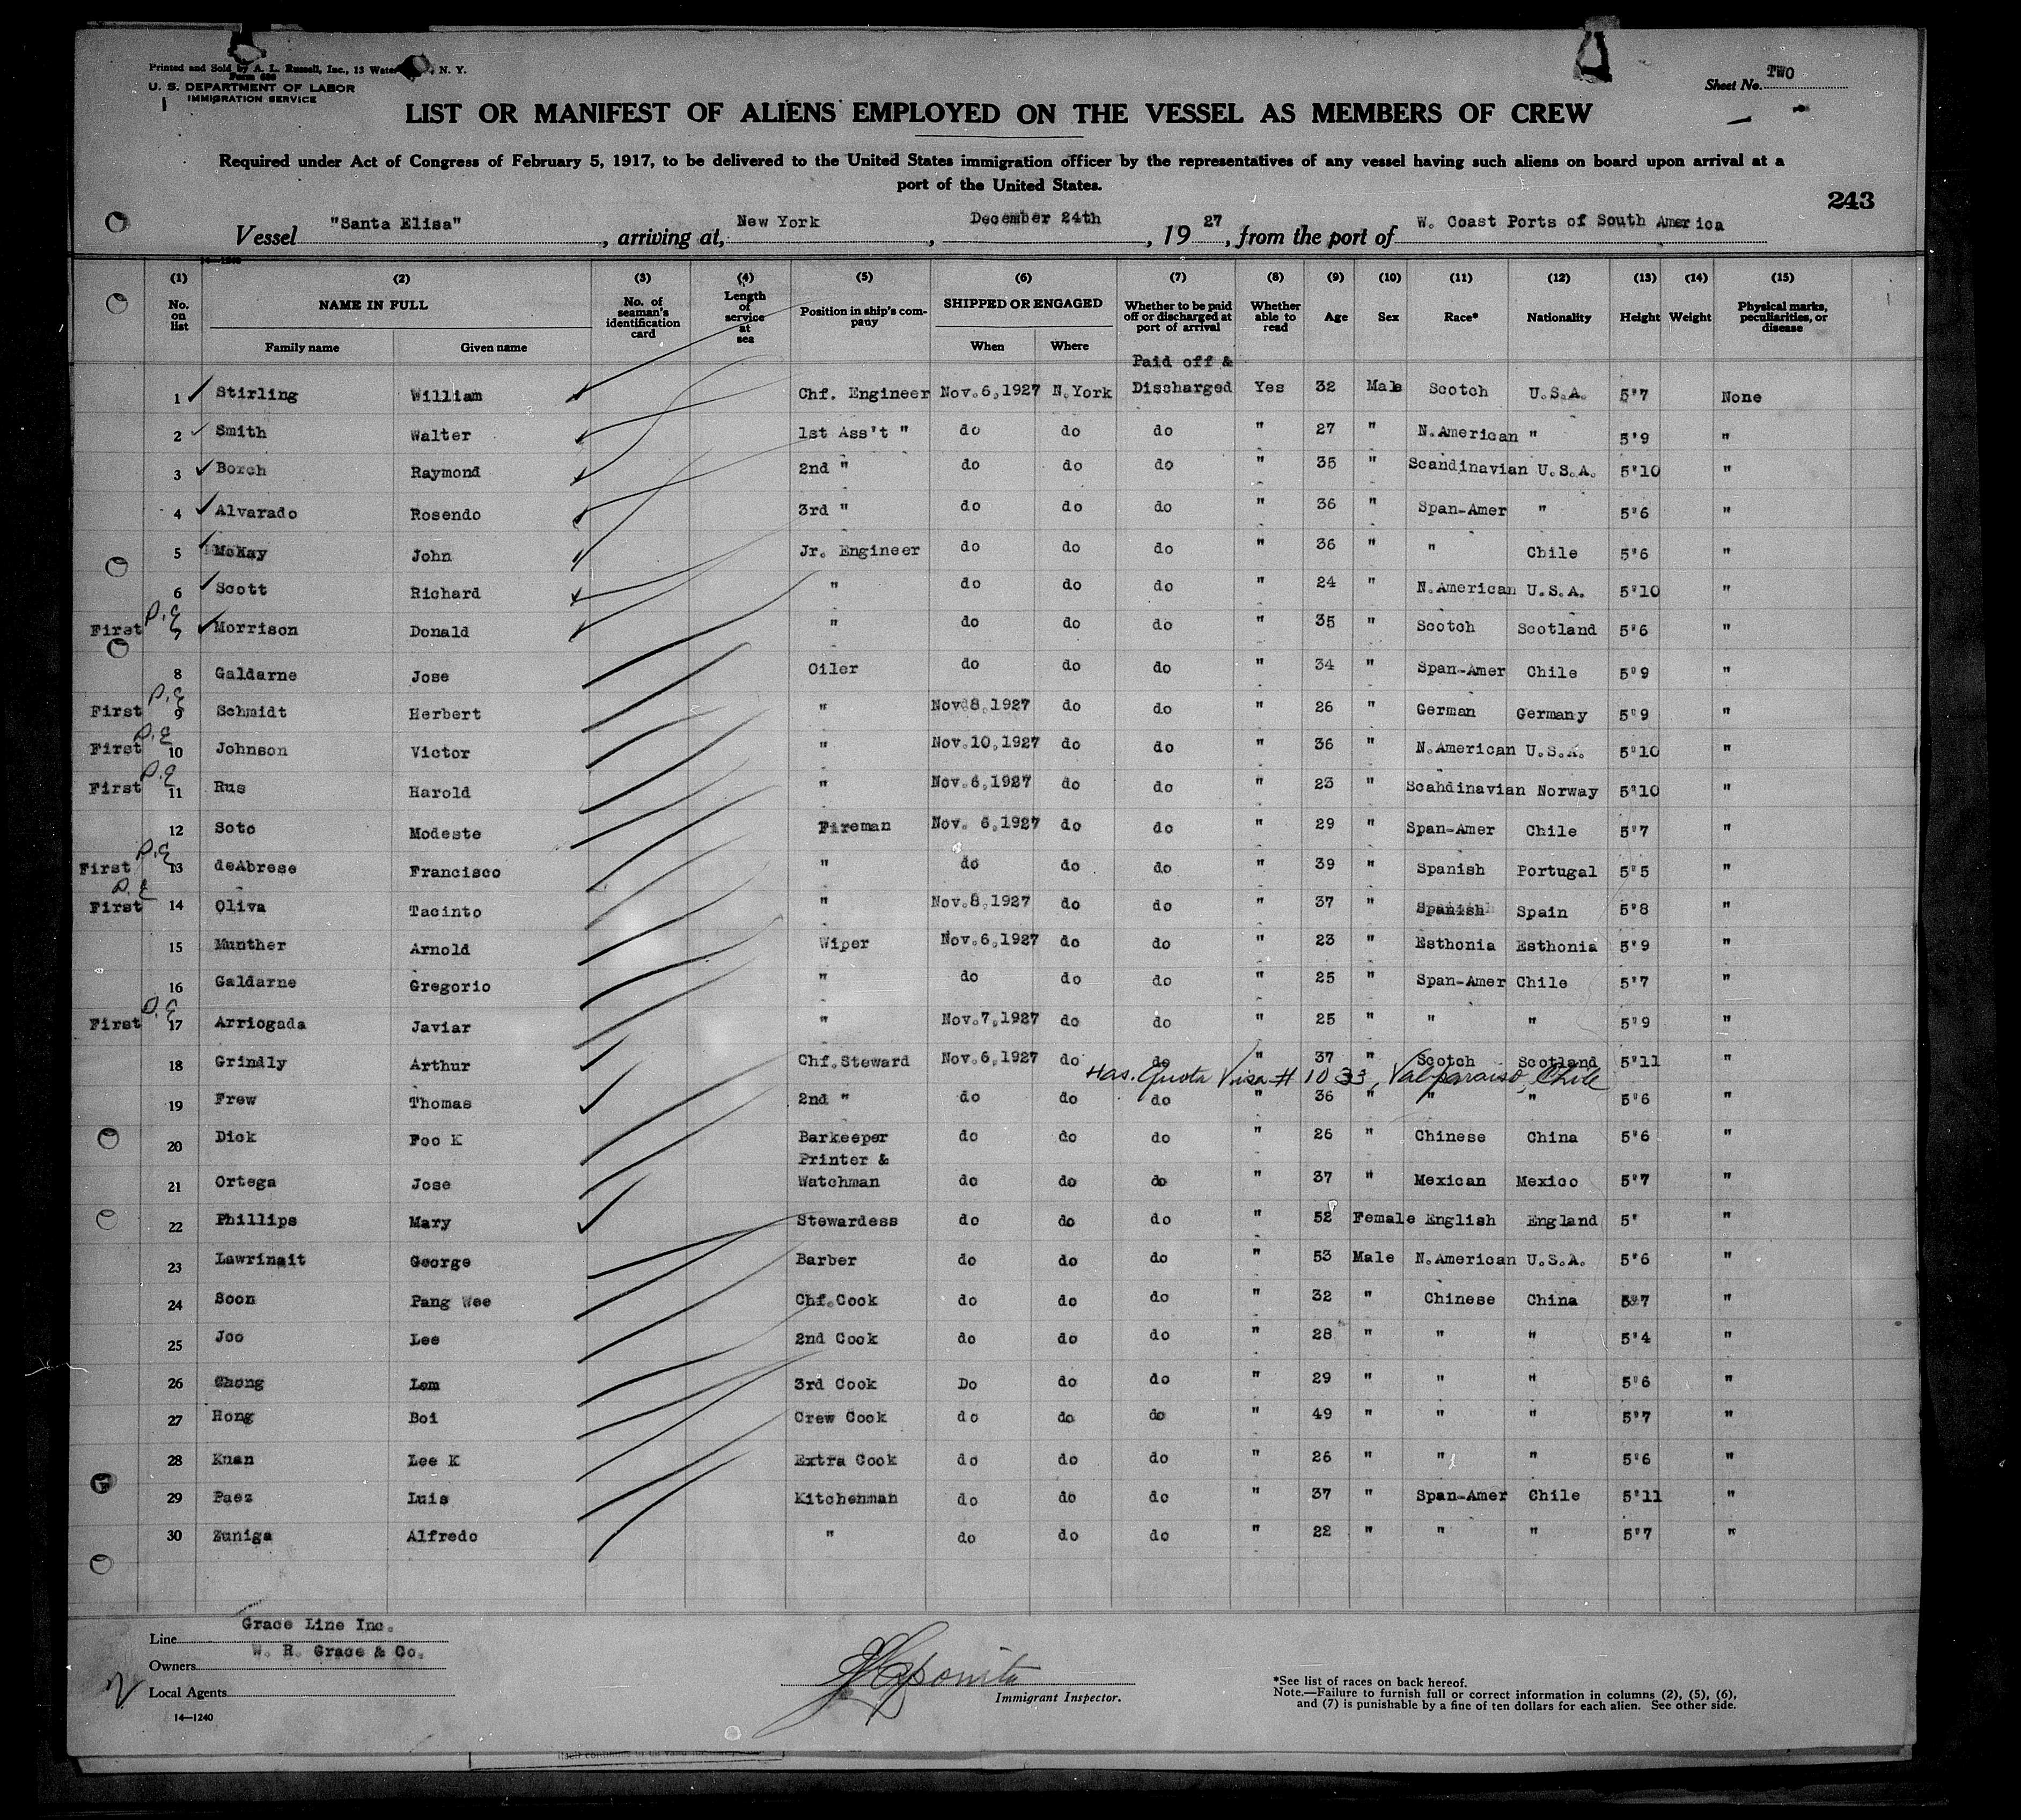 Printed and Sold by A. L. Russell, Inc., 13 Water N. Y.
Form 680
U. S. DEPARTMENT OF LABOR
IMMIGRATION SERVICE
Sheet No. TWO
LIST OR MANIFEST OF ALIENS EMPLOYED ON THE VESSEL AS MEMBERS OF CREW
Required under Act of Congress of February 5, 1917, to be delivered to the United States immigration officer by the representatives of any vessel having such aliens on board upon arrival at a
port of the United States.
243
Vessel "Santa Elisa", arriving at, New York, December 24th, 1927, from the port of W. Coast Ports of South America
14—1240
(1) (2) (3) (4) (5) (6) (7) (8) (9) (10) (11) (12) (13) (14) (15)
No. on list NAME IN FULL No. of seaman's identification card Length of service at sea Position in ship's company SHIPPED OR ENGAGED Whether to be paid off or discharged at port of arrival Whether able to read Age Sex Race* Nationality Height Weight Physical marks, peculiarities, or disease
Family name Given name When Where
Paid off &
1 Stirling William Chf. Engineer Nov.6,1927 N.York Discharged Yes 32 Male Scotch U.S.A. 5'7 None
2 Smith Walter 1st Ass't " do do do " 27 " N.American " 5'9 "
3 Borch Raymond 2nd " do do do " 35 " Scandinavian U.S.A. 5'10 "
4 Alvarado Rosendo 3rd " do do do " 36 " Span-Amer " 5'6 "
5 McKay John Jr. Engineer do do do " 36 " " Chile 5'6 "
6 Scott Richard " do do do " 24 " N.American U.S.A. 5'10 "
First 7 Morrison Donald " do do do " 35 " Scotch Scotland 5'6 "
8 Galdarne Jose Oiler do do do " 34 " Span-Amer Chile 5'9 "
First 9 Schmidt Herbert " Nov.8,1927 do do " 26 " German Germany 5'9 "
First 10 Johnson Victor " Nov.10,1927 do do " 36 " N.American U.S.A. 5'10 "
First 11 Rus Harold " Nov.6,1927 do do " 23 " Scahdinavian Norway 5'10 "
12 Soto Modeste Fireman Nov. 6,1927 do do " 29 " Span-Amer Chile 5'7 "
First 13 deAbrese Francisco " do do do " 39 " Spanish Portugal 5'5 "
First 14 Oliva Tacinto " Nov.8,1927 do do " 37 " Spanish Spain 5'8 "
15 Munther Arnold Wiper Nov.6,1927 do do " 23 " Esthonia Esthonia 5'9 "
16 Galdarne Gregorio " do do do " 25 " Span-Amer Chile 5'7 "
First 17 Arriogada Javiar " Nov.7,1927 do do " 25 " " " 5'9 "
18 Grindly Arthur Chf.Steward Nov.6,1927 do do " 37 " Scotch Scotland 5'11 "
Has. Quota Visa # 1033, Valparaiso, Chile
19 Frew Thomas 2nd " do do do " 36 " " " 5'6 "
20 Dick Foo K Barkeeper do do do " 26 " Chinese China 5'6 "
Printer &
21 Ortega Jose Watchman do do do " 37 " Mexican Mexico 5'7 "
22 Phillips Mary Stewardess do do do " 52 Female English England 5' "
23 Lawrinait George Barber do do do " 53 Male N.American U.S.A. 5'6 "
24 Soon Pang Wee Chf.Cook do do do " 32 " Chinese China 5'7 "
25 Joo Lee 2nd Cook do do do " 28 " " " 5'4 "
26 Chong Lem 3rd Cook Do do do " 29 " " " 5'6 "
27 Hong Boi Crew Cook do do do " 49 " " " 5'7 "
28 Kuan Lee K Extra Cook do do do " 26 " " " 5'6 "
29 Paez Luis Kitchenman do do do " 37 " Span-Amer Chile 5'11 "
30 Zuniga Alfredo " do do do " 22 " " " 5'7 "
Line Grace Line Inc.
Owners W. R. Grace & Co.
Local Agents
14—1240
Immigrant Inspector.
*See list of races on back hereof.
Note.—Failure to furnish full or correct information in columns (2), (5), (6),
and (7) is punishable by a fine of ten dollars for each alien. See other side.